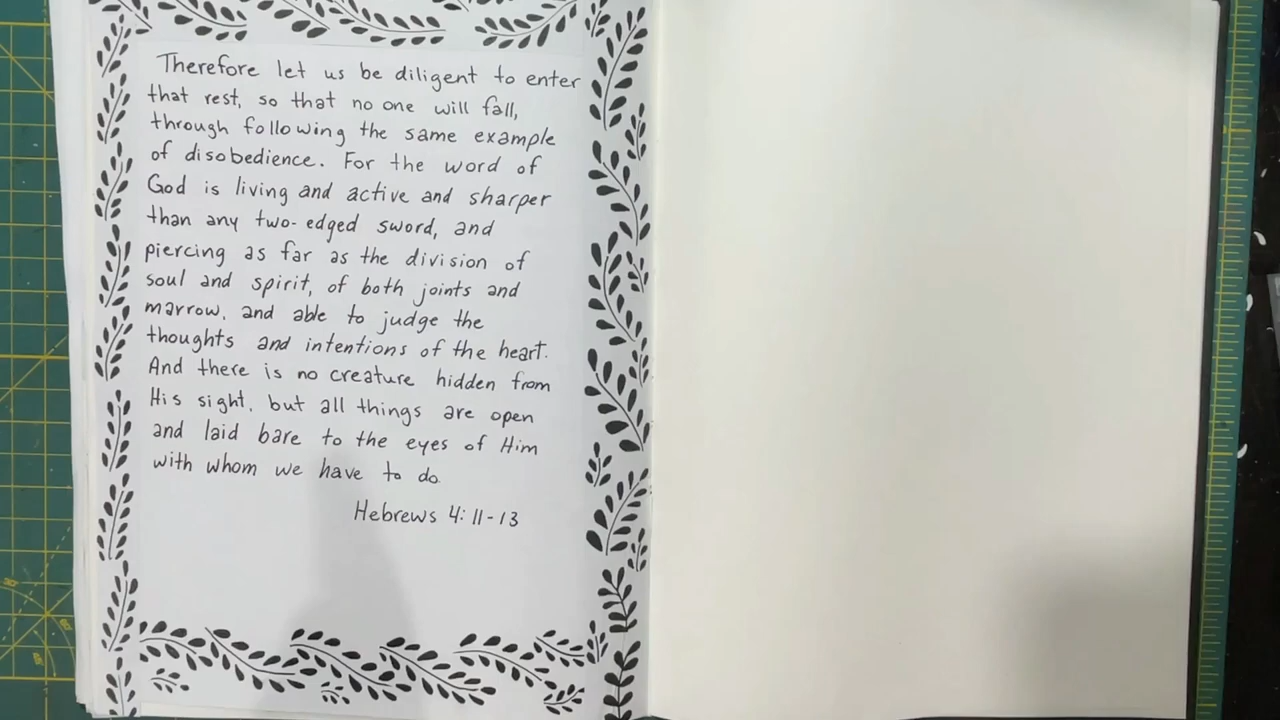 Therefore let us be diligent to enter
that rest, so that no one will fall,
through following the same example
of disobedience. For the word of
God is living and active and sharper
than any two-edged sword, and
piercing as far as the division of
soul and spirit, of both joints and
marrow, and able to judge the
thoughts and intentions of the heart.
And there is no creature hidden from
His sight, but all things are open
and laid bare to the eyes of Him
with whom we have to do.
Hebrews 4:11-13